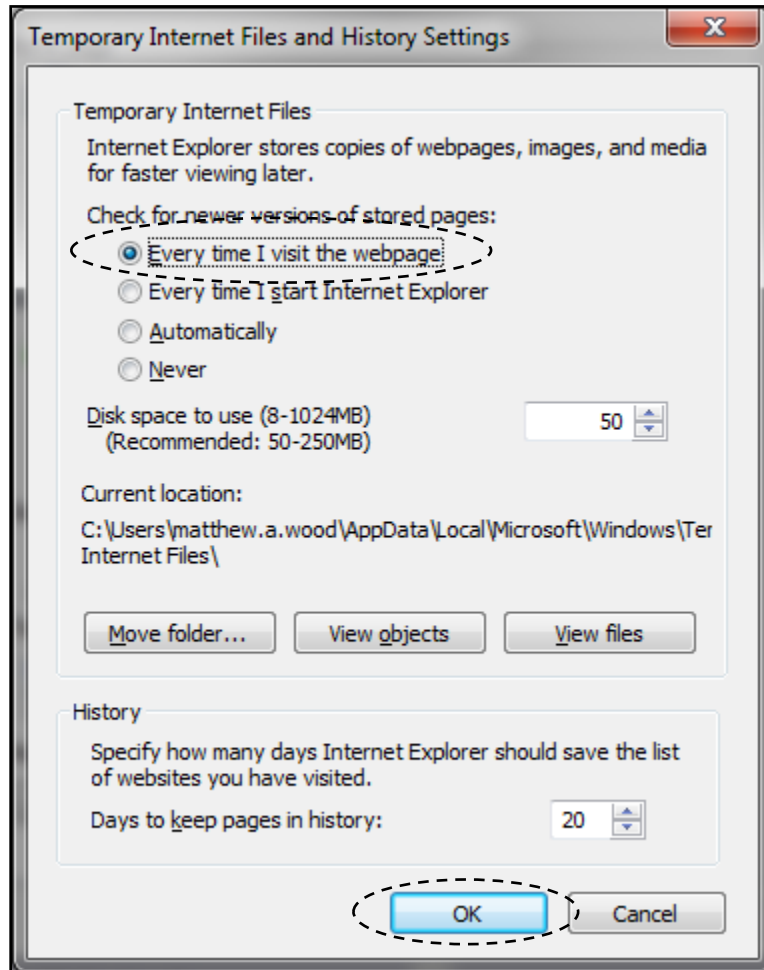 Temporary Internet Files and History Settings
Temporary Internet Files
Internet Explorer stores copies of webpages, images, and media
for faster viewing later.
Check for newer versions of stored pages:
Every time I visit the webpage
Every time I start Internet Explorer
Automatically
Never
Disk space to use (8-1024MB) 50
(Recommended: 50-250MB)
Current location:
C:\Users\matthew.a.wood\AppData\Local\Microsoft\Windows\Ter
Internet Files\
Move folder... View objects View files
History
Specify how many days Internet Explorer should save the list
of websites you have visited.
Days to keep pages in history: 20
OK Cancel